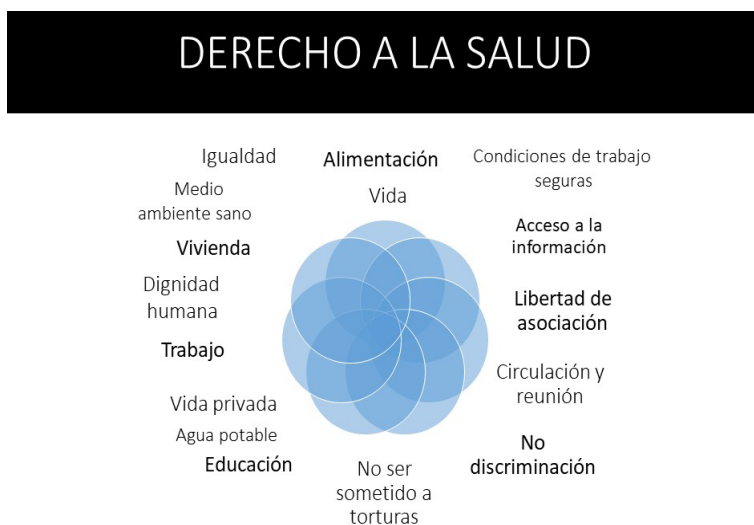 DERECHO A LA SALUD
Igualdad
Alimentación
Condiciones de trabajo
seguras
Medio
ambiente sano
Vida
Vivienda
Acceso a la
información
Dignidad
humana
Libertad de
asociación
Trabajo
Circulación y
reunión
Vida privada
Agua potable
Educación
No
discriminación
No ser
sometido a
torturas